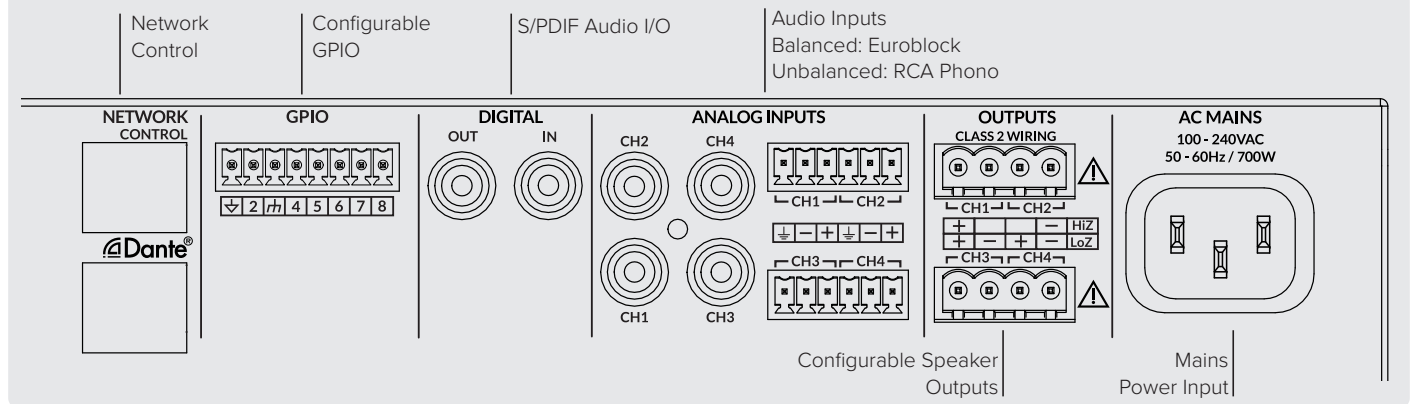 Network
Control
Configurable
GPIO
S/PDIF Audio I/O
Audio Inputs
Balanced: Euroblock
Unbalanced: RCA Phono
NETWORK
CONTROL
Dante®
GPIO
2 4 5 6 7 8
DIGITAL
OUT IN
ANALOG INPUTS
CH2 CH4
CH1 CH3
CH1 CH2
- + - +
CH3 CH4
OUTPUTS
CLASS 2 WIRING
CH1 CH2
+ - HiZ
+ - + - LoZ
CH3 CH4
AC MAINS
100 - 240VAC
50 - 60Hz / 700W
Configurable Speaker
Outputs
Mains
Power Input